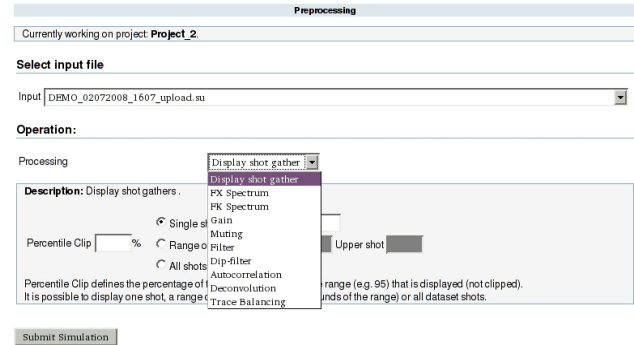 Preprocessing
Currently working on project: Project_2.
Select input file
Input DEMO_02072008_1607_upload.su
Operation:
Processing Display shot gather
Display shot gather
FX Spectrum
FK Spectrum
Gain
Muting
Filter
Dip-filter
Autocorrelation
Deconvolution
Trace Balancing
Description: Display shot gathers.
Single
Percentile Clip % Range Upper shot
All shots
Percentile Clip defines the percentage of range (e.g. 95) that is displayed (not clipped).
It is possible to display one shot, a range of the range) or all dataset shots.
Submit Simulation